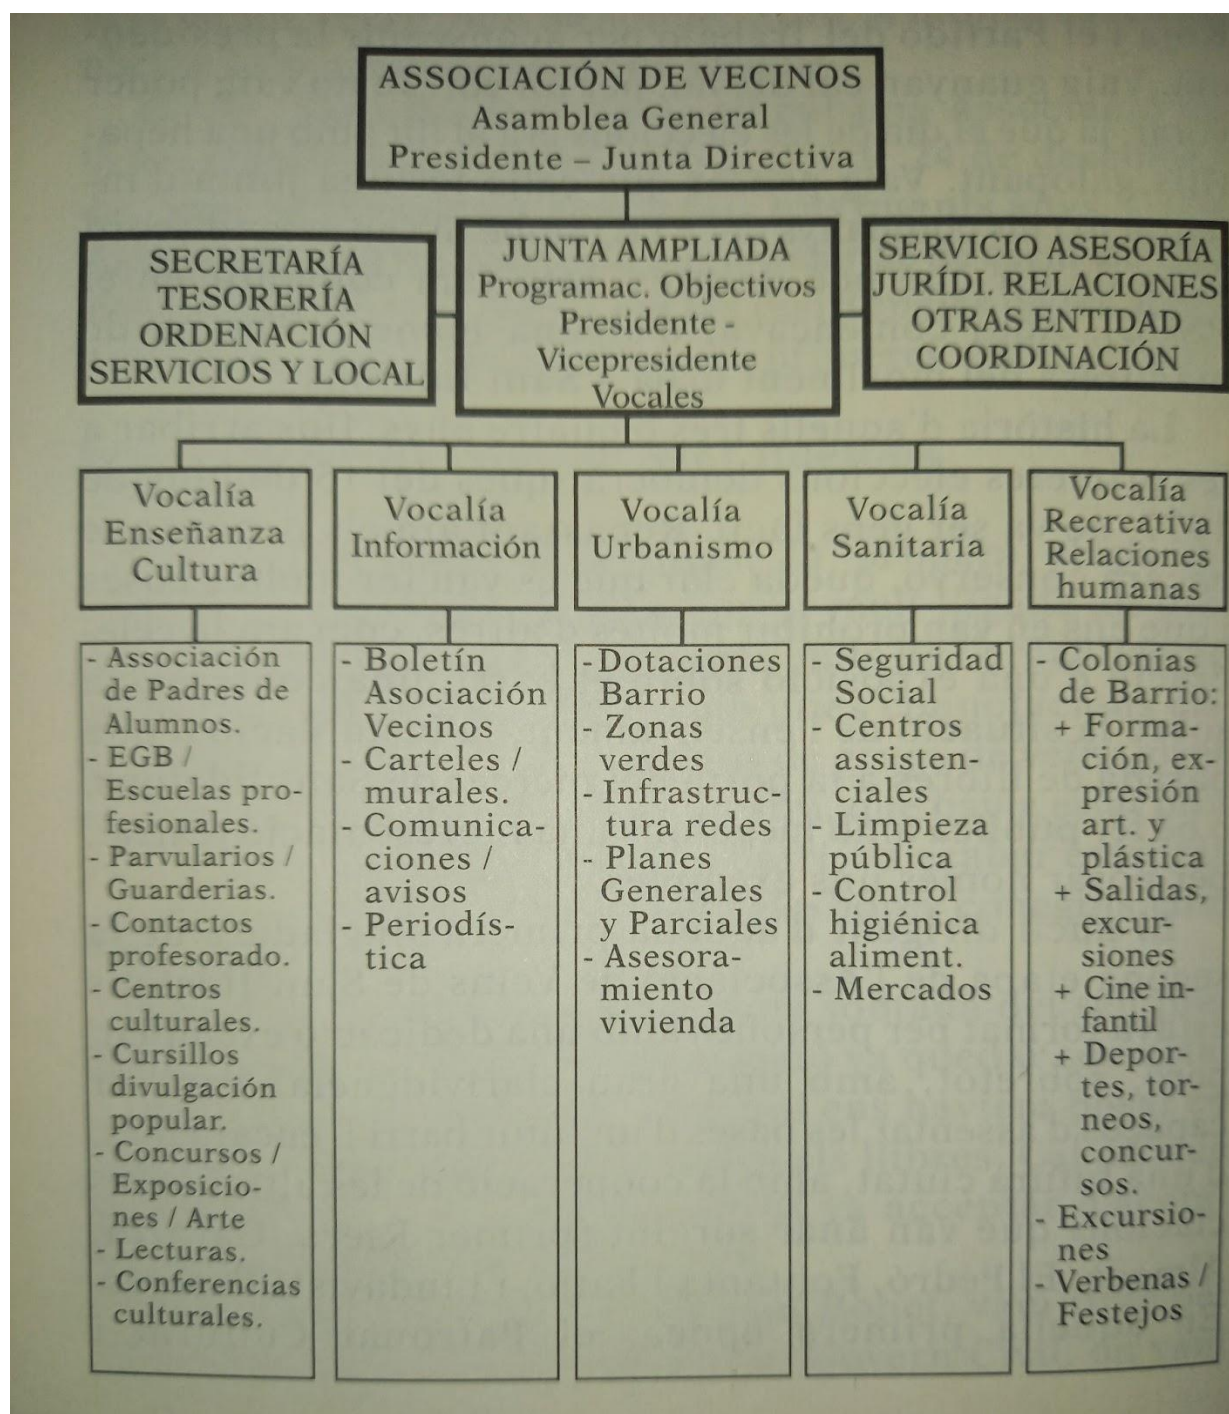 ASSOCIACIÓN DE VECINOS
Asamblea General
Presidente – Junta Directiva
SECRETARÍA
TESORERÍA
ORDENACIÓN
SERVICIOS Y LOCAL
JUNTA AMPLIADA
Programac. Objectivos
Presidente -
Vicepresidente
Vocales
SERVICIO ASESORÍA
JURÍDI. RELACIONES
OTRAS ENTIDAD
COORDINACIÓN
Vocalía
Enseñanza
Cultura
- Associación
de Padres de
Alumnos.
- EGB /
Escuelas pro-
fesionales.
- Parvularios /
Guarderias.
- Contactos
profesorado.
- Centros
culturales.
- Cursillos
divulgación
popular.
- Concursos /
Exposicio-
nes / Arte
- Lecturas.
- Conferencias
culturales.
Vocalía
Información
- Boletín
Asociación
Vecinos
- Carteles /
murales.
- Comunica-
ciones /
avisos
- Periodís-
tica
Vocalía
Urbanismo
- Dotaciones
Barrio
- Zonas
verdes
- Infrastruc-
tura redes
- Planes
Generales
y Parciales
- Asesora-
miento
vivienda
Vocalía
Sanitaria
- Seguridad
Social
- Centros
assisten-
ciales
- Limpieza
pública
- Control
higiénica
aliment.
- Mercados
Vocalía
Recreativa
Relaciones
humanas
- Colonias
de Barrio:
+ Forma-
ción, ex-
presión
art. y
plástica
+ Salidas,
excur-
siones
+ Cine in-
fantil
+ Depor-
tes, tor-
neos,
concur-
sos.
- Excursio-
nes
- Verbenas /
Festejos